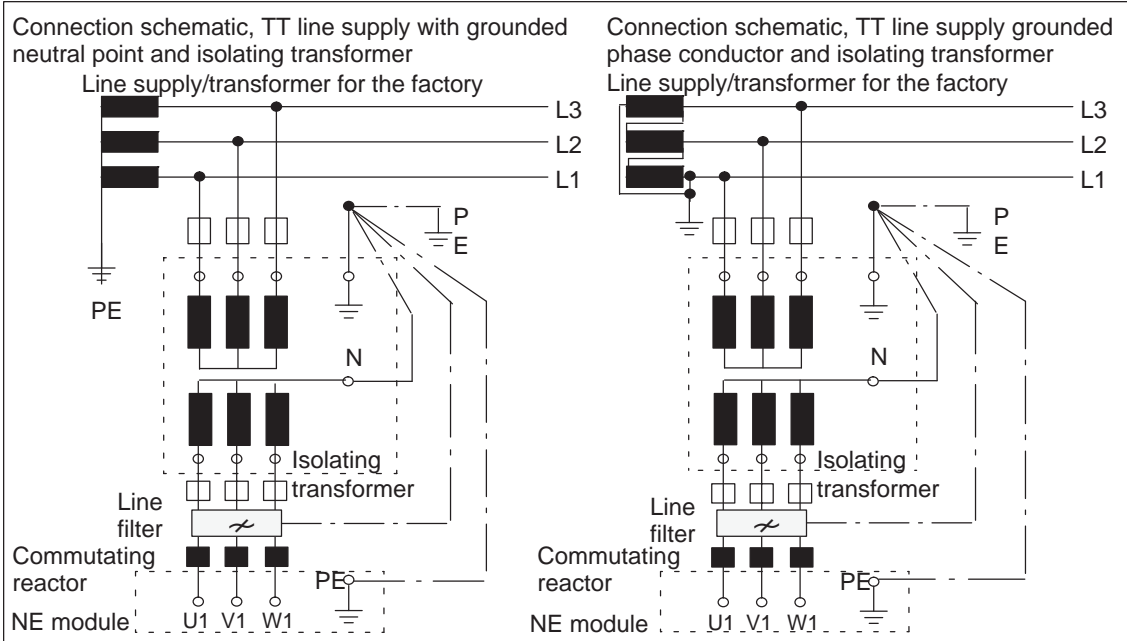 Connection schematic, TT line supply with grounded
neutral point and isolating transformer
Line supply/transformer for the factory
L3
L2
L1
P
E
PE
N
Isolating
transformer
Line
filter
Commutating
reactor
PE
NE module
U1 V1 W1
Connection schematic, TT line supply grounded
phase conductor and isolating transformer
Line supply/transformer for the factory
L3
L2
L1
P
E
N
Isolating
transformer
Line
filter
Commutating
reactor
PE
NE module
U1 V1 W1